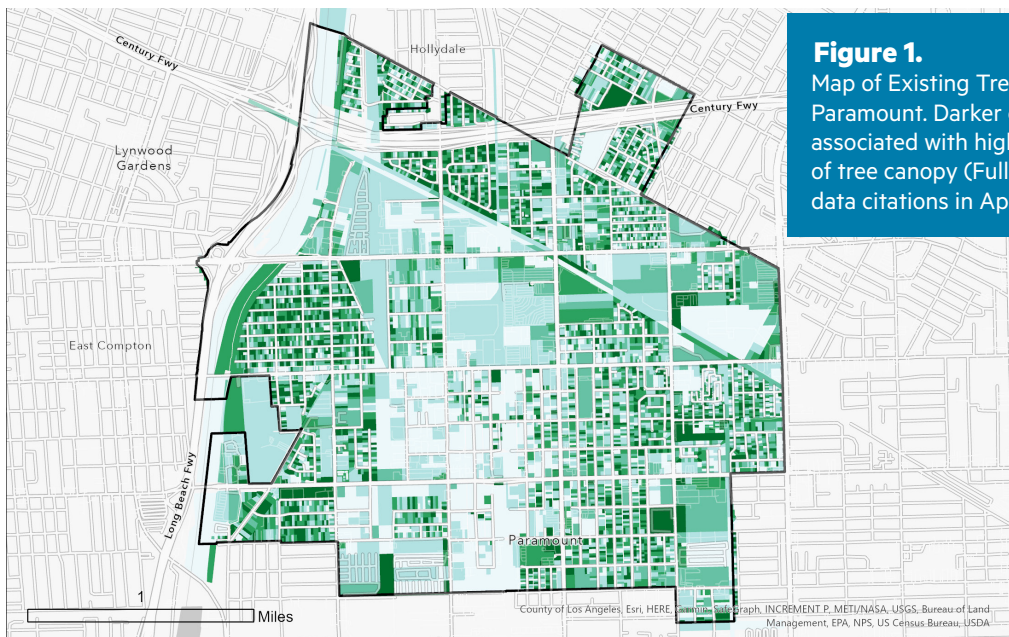 Figure 1.
Map of Existing Tre
Paramount. Darker
associated with high
of tree canopy (Full
data citations in Ap
Century Fwy
Hollydale
Century Fwy
Lynwood
Gardens
East Compton
Long Beach Fwy
Paramount
1
Miles
County of Los Angeles, Esri, HERE, Garmin, SafeGraph, INCREMENT P, METI/NASA, USGS, Bureau of Land
Management, EPA, NPS, US Census Bureau, USDA